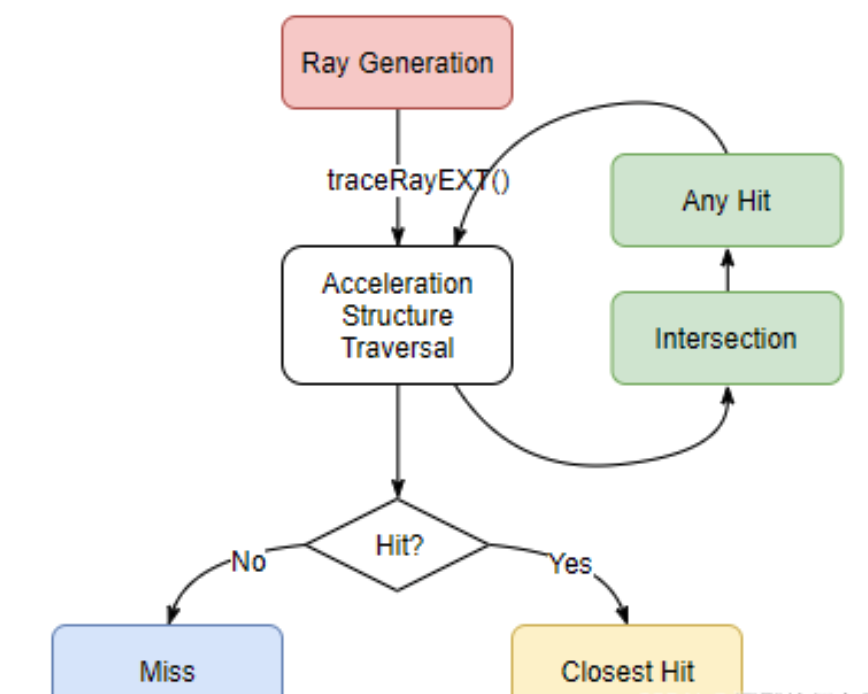 Ray Generation
traceRayEXT()
Any Hit
Acceleration
Structure
Traversal
Intersection
Hit?
No
Yes
Miss
Closest Hit